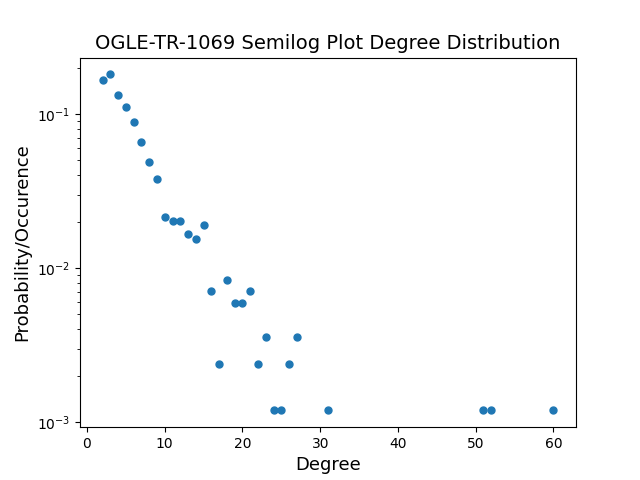 OGLE-TR-1069 Semilog Plot Degree Distribution
Probability/Occurence
10⁻¹
10⁻²
10⁻³
0 10 20 30 40 50 60
Degree